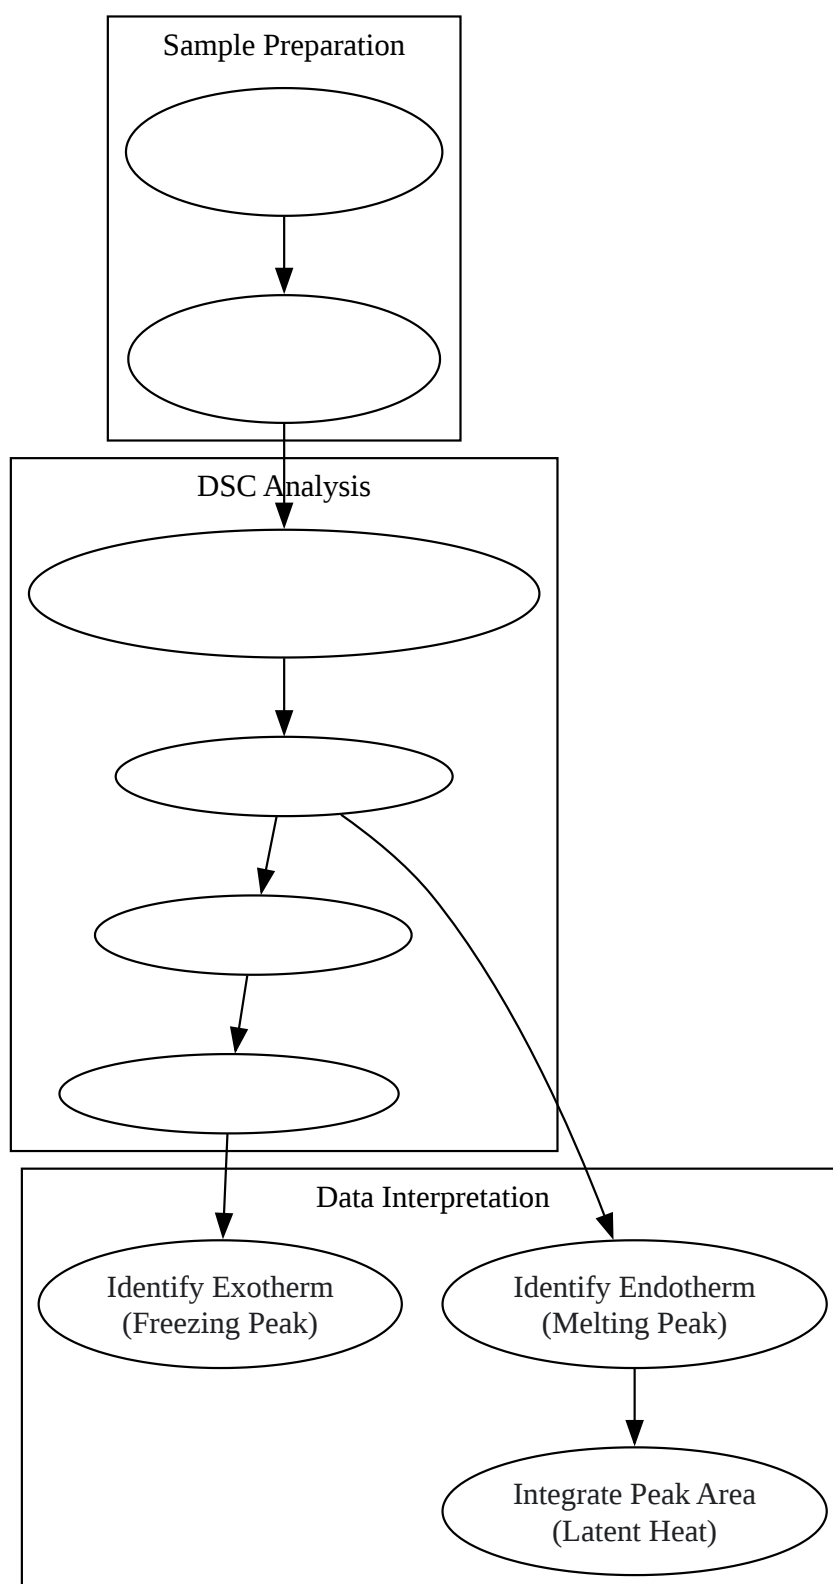 Sample Preparation
DSC Analysis
Data Interpretation
Identify Exotherm
(Freezing Peak)
Identify Endotherm
(Melting Peak)
Integrate Peak Area
(Latent Heat)